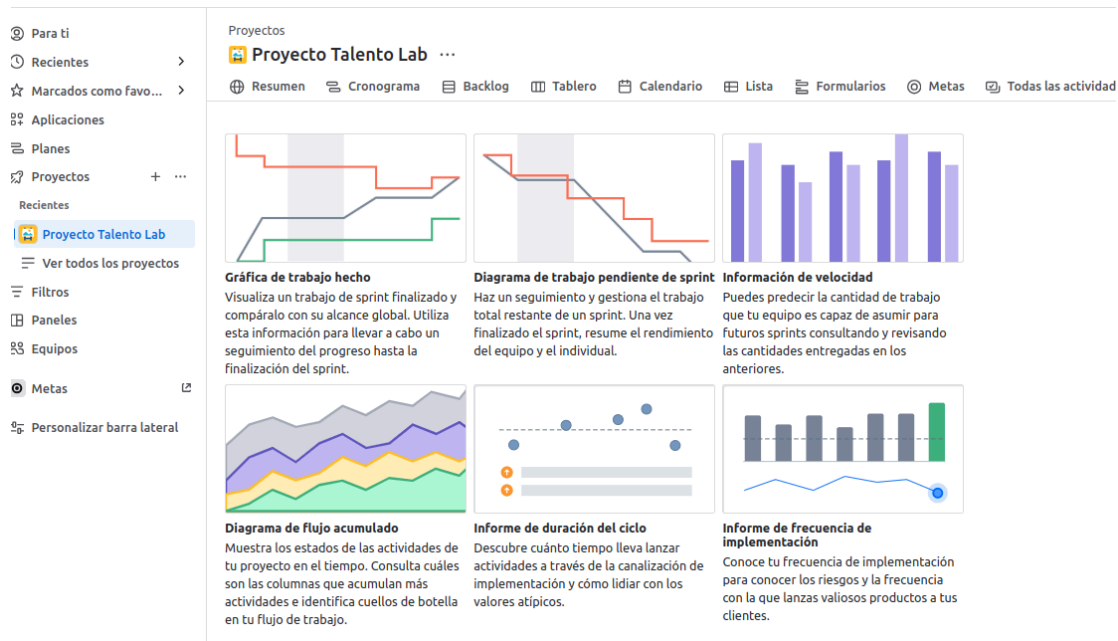 Para ti
Recientes
Marcados como favo...
Aplicaciones
Planes
Proyectos
Recientes
Proyecto Talento Lab
Ver todos los proyectos
Filtros
Paneles
Equipos
Metas
Personalizar barra lateral
Proyectos
Proyecto Talento Lab
Resumen Cronograma Backlog Tablero Calendario Lista Formularios Metas Todas las actividad
Gráfica de trabajo hecho
Visualiza un trabajo de sprint finalizado y
compáralo con su alcance global. Utiliza
esta información para llevar a cabo un
seguimiento del progreso hasta la
finalización del sprint.
Diagrama de trabajo pendiente de sprint
Haz un seguimiento y gestiona el trabajo
total restante de un sprint. Una vez
finalizado el sprint, resume el rendimiento
del equipo y el individual.
Información de velocidad
Puedes predecir la cantidad de trabajo
que tu equipo es capaz de asumir para
futuros sprints consultando y revisando
las cantidades entregadas en los
anteriores.
Diagrama de flujo acumulado
Muestra los estados de las actividades de
tu proyecto en el tiempo. Consulta cuáles
son las columnas que acumulan más
actividades e identifica cuellos de botella
en tu flujo de trabajo.
Informe de duración del ciclo
Descubre cuánto tiempo lleva lanzar
actividades a través de la canalización de
implementación y cómo lidiar con los
valores atípicos.
Informe de frecuencia de
implementación
Conoce tu frecuencia de implementación
para conocer los riesgos y la frecuencia
con la que lanzas valiosos productos a tus
clientes.